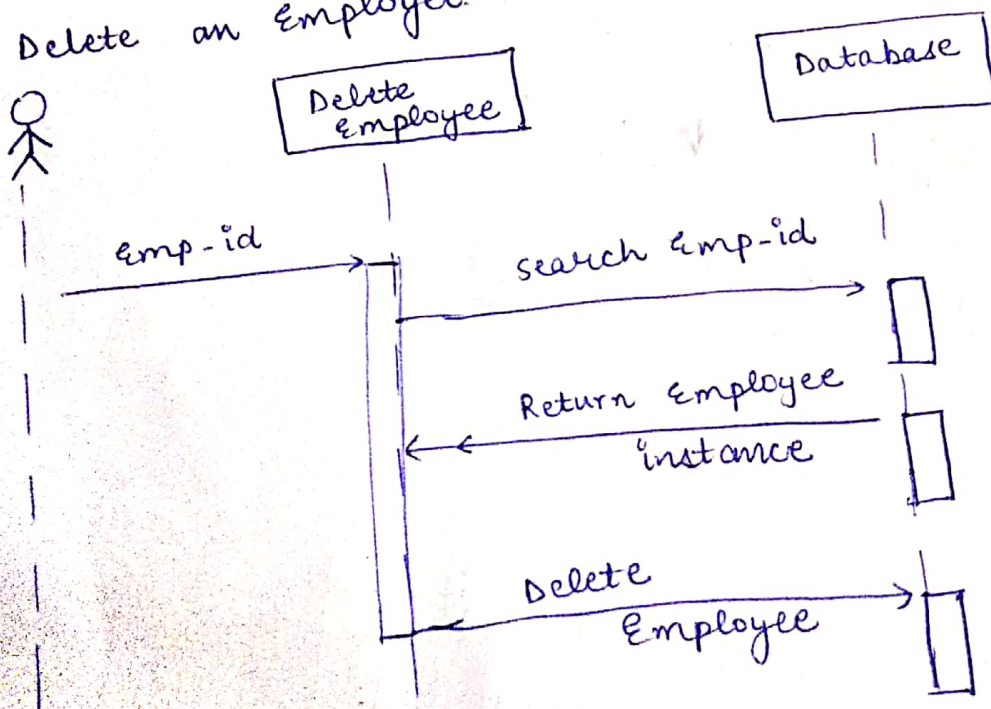 Delete an Employee.
Delete
Employee
Database
Emp-id
search Emp-id
Return Employee
instance
Delete
Employee